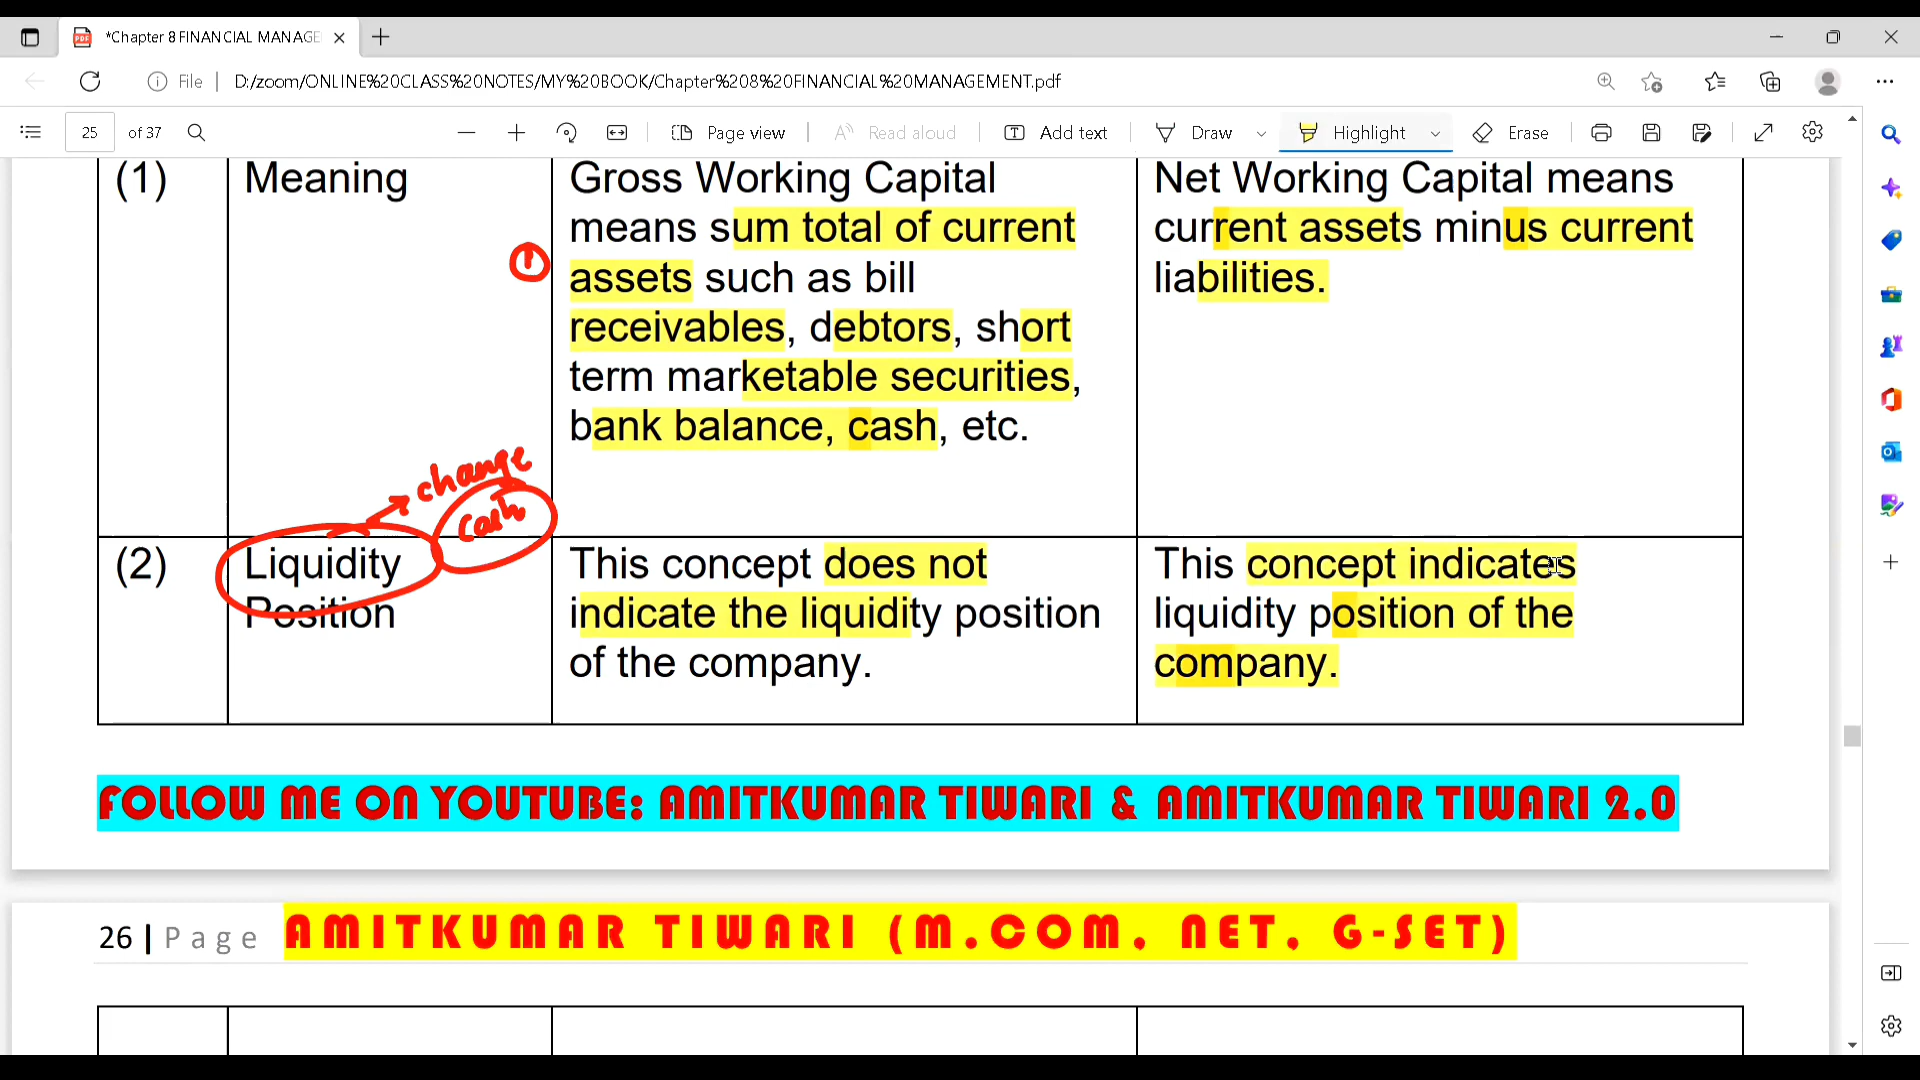 *Chapter 8 FINANCIAL MANAGE
File
D:/zoom/ONLINE%20CLASS%20NOTES/MY%20BOOK/Chapter%208%20FINANCIAL%20MANAGEMENT.pdf
25 of 37
Page view
Read aloud
Add text
Draw
Highlight
Erase
(1)
Meaning
Gross Working Capital
means sum total of current
assets such as bill
receivables, debtors, short
term marketable securities,
bank balance, cash, etc.
Net Working Capital means
current assets minus current
liabilities.
1
change
cash
(2)
Liquidity
Position
This concept does not
indicate the liquidity position
of the company.
This concept indicates
liquidity position of the
company.
FOLLOW ME ON YOUTUBE: AMITKUMAR TIWARI & AMITKUMAR TIWARI 2.0
26 | Page
AMITKUMAR TIWARI (M.COM. NET. G-SET)